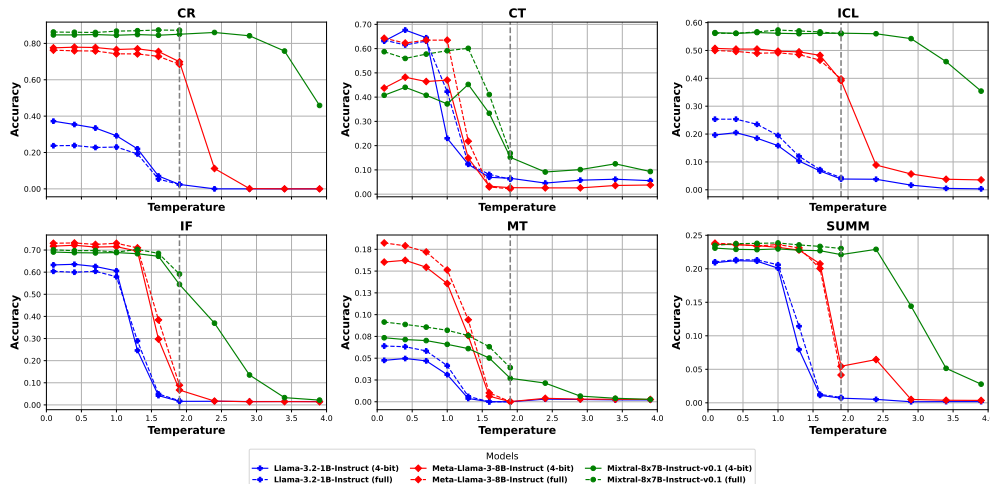 CR
CT
ICL
Accuracy
0.80
0.60
0.40
0.20
0.00
Temperature
Accuracy
0.70
0.60
0.50
0.40
0.30
0.20
0.10
0.00
Temperature
Accuracy
0.60
0.50
0.40
0.30
0.20
0.10
0.00
Temperature
IF
MT
SUMM
Accuracy
0.70
0.60
0.50
0.40
0.30
0.20
0.10
0.00
0.0 0.5 1.0 1.5 2.0 2.5 3.0 3.5 4.0
Temperature
Accuracy
0.18
0.15
0.13
0.10
0.08
0.05
0.03
0.00
0.0 0.5 1.0 1.5 2.0 2.5 3.0 3.5 4.0
Temperature
Accuracy
0.25
0.20
0.15
0.10
0.05
0.00
0.0 0.5 1.0 1.5 2.0 2.5 3.0 3.5 4.0
Temperature
Models
Llama-3.2-1B-Instruct (4-bit) Meta-Llama-3-8B-Instruct (4-bit) Mixtral-8x7B-Instruct-v0.1 (4-bit)
Llama-3.2-1B-Instruct (full) Meta-Llama-3-8B-Instruct (full) Mixtral-8x7B-Instruct-v0.1 (full)